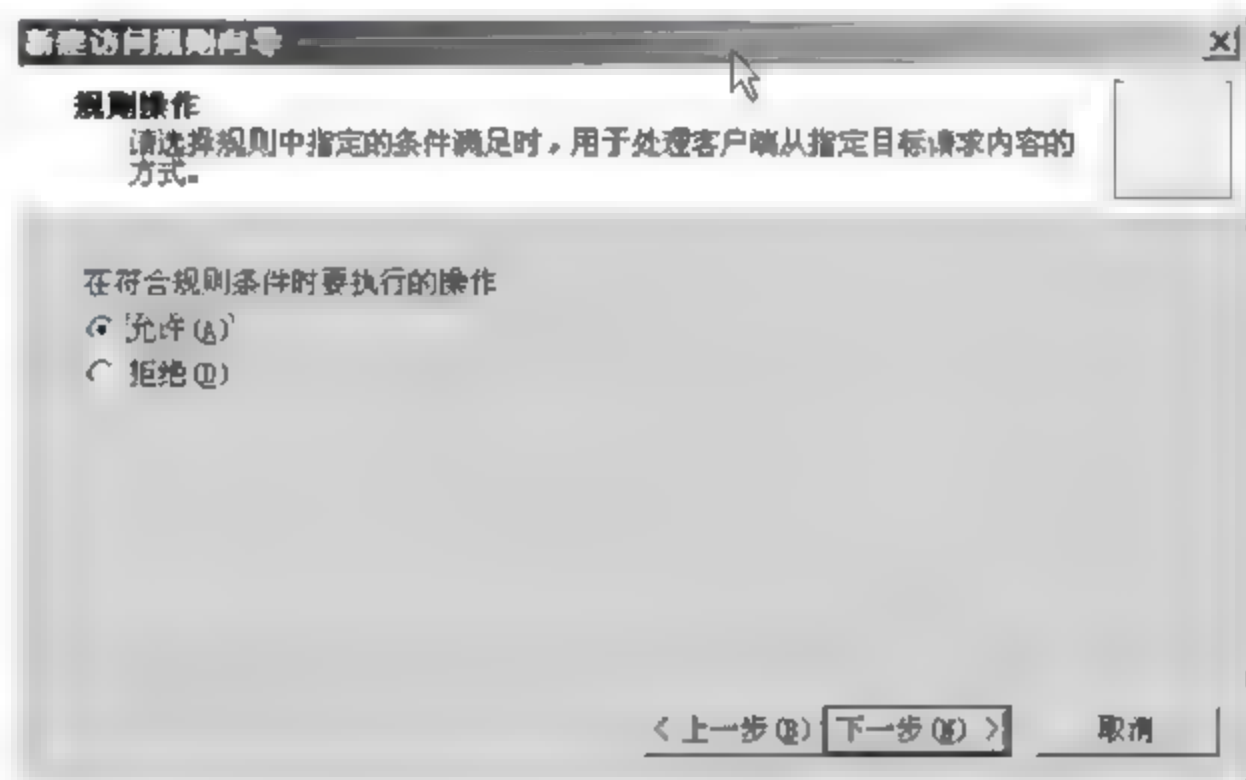 新建访问规则向导
规则操作
请选择规则中指定的条件满足时，用于处理客户端从指定目标请求内容的
方式。
在符合规则条件时要执行的操作
允许(A)
拒绝(D)
< 上一步(B) 下一步(N) > 取消